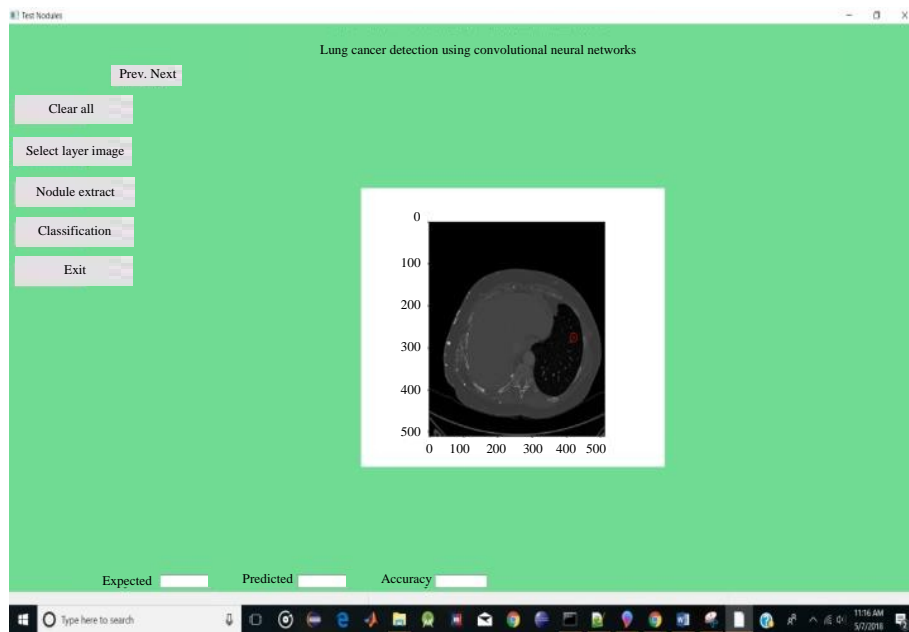 Test Nodules
Lung cancer detection using convolutional neural networks
Prev. Next
Clear all
Select layer image
Nodule extract
Classification
Exit
0
100
200
300
400
500
0 100 200 300 400 500
Expected
Predicted
Accuracy
Type here to search
11:16 AM
5/7/2018